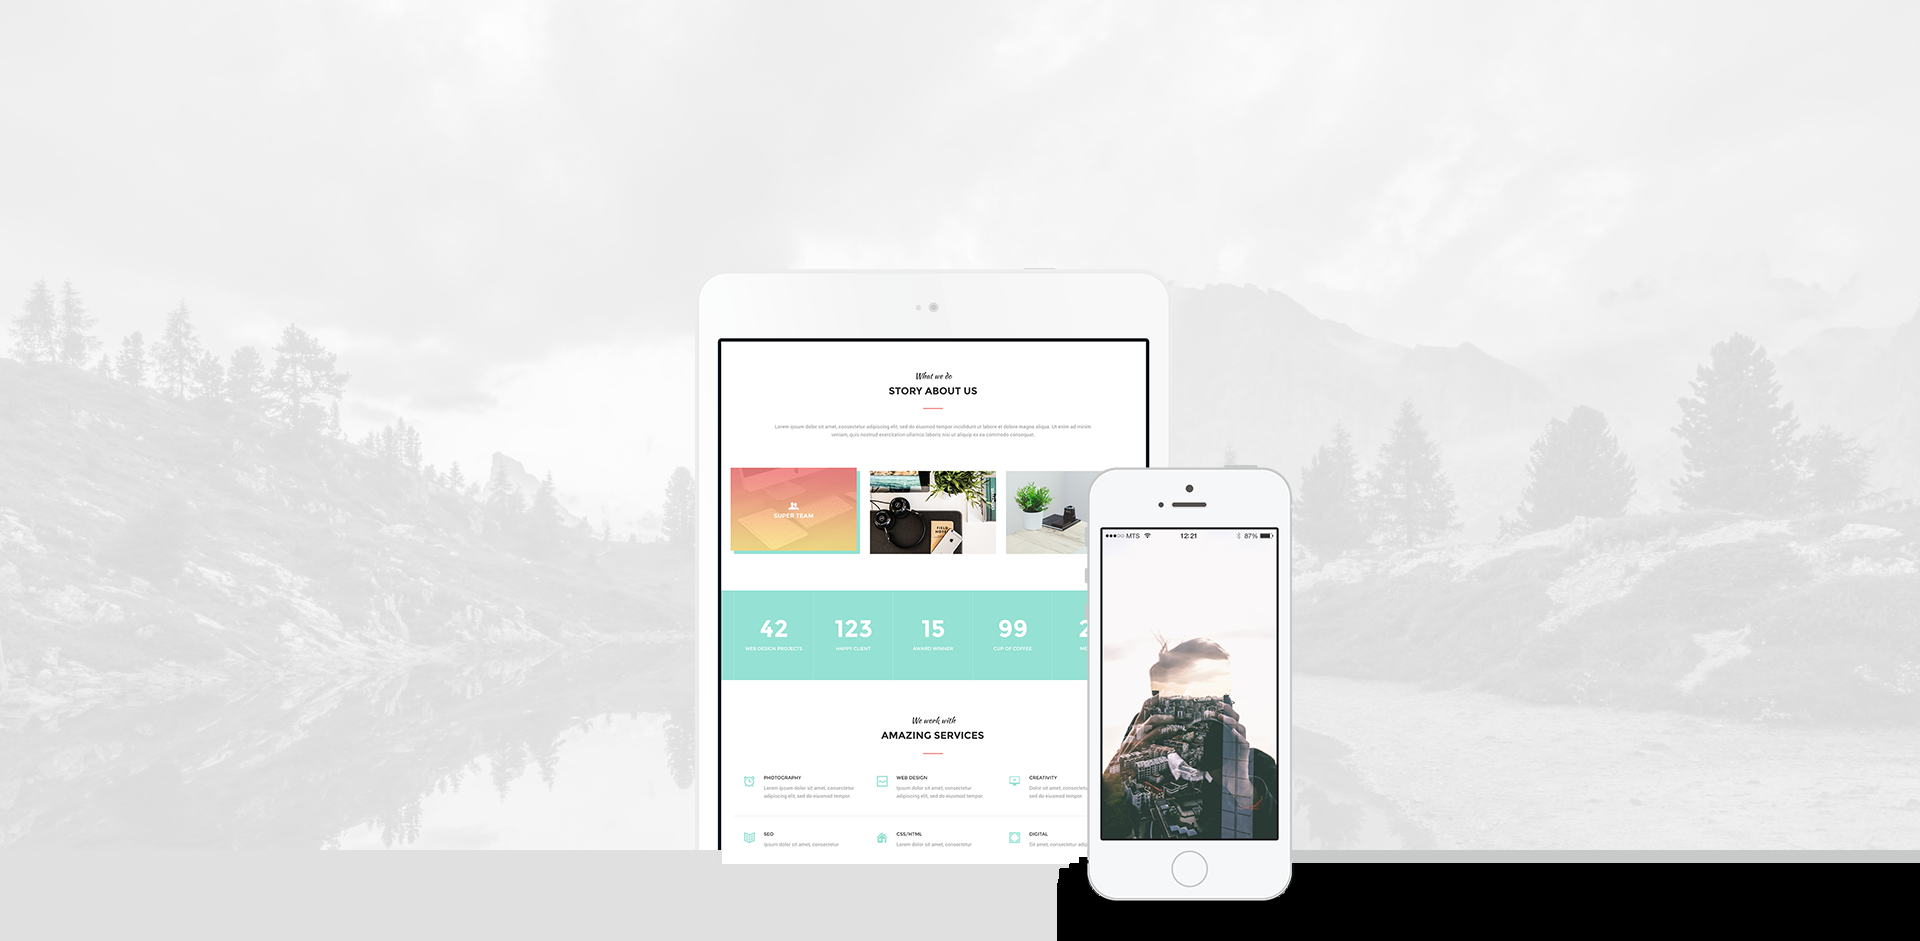 What we do
STORY ABOUT US
Lorem ipsum dolor sit amet, consectetur adipiscing elit, sed do eiusmod tempor incididunt ut labore et dolore magna aliqua. Ut enim ad minim
veniam, quis nostrud exercitation ullamco laboris nisi ut aliquip ex ea commodo consequat.
SUPER TEAM
FIELD NOTES
42
WEB DESIGN PROJECTS
123
HAPPY CLIENT
15
AWARD WINNER
99
CUP OF COFFEE
2
WE
We work with
AMAZING SERVICES
PHOTOGRAPHY
Lorem ipsum dolor sit amet, consectetur
adipiscing elit, sed do eiusmod tempor.
WEB DESIGN
Ipsum dolor sit amet, consectetur
adipiscing elit, sed do eiusmod tempor.
CREATIVITY
Dolor sit amet, consectetu
sed do eiusmod tempor.
SEO
Ipsum dolor sit amet, consectetur
CSS/HTML
Lorem dolor sit amet, consectetur
DIGITAL
Sit amet, consectetur adip
MTS 12:21 87%